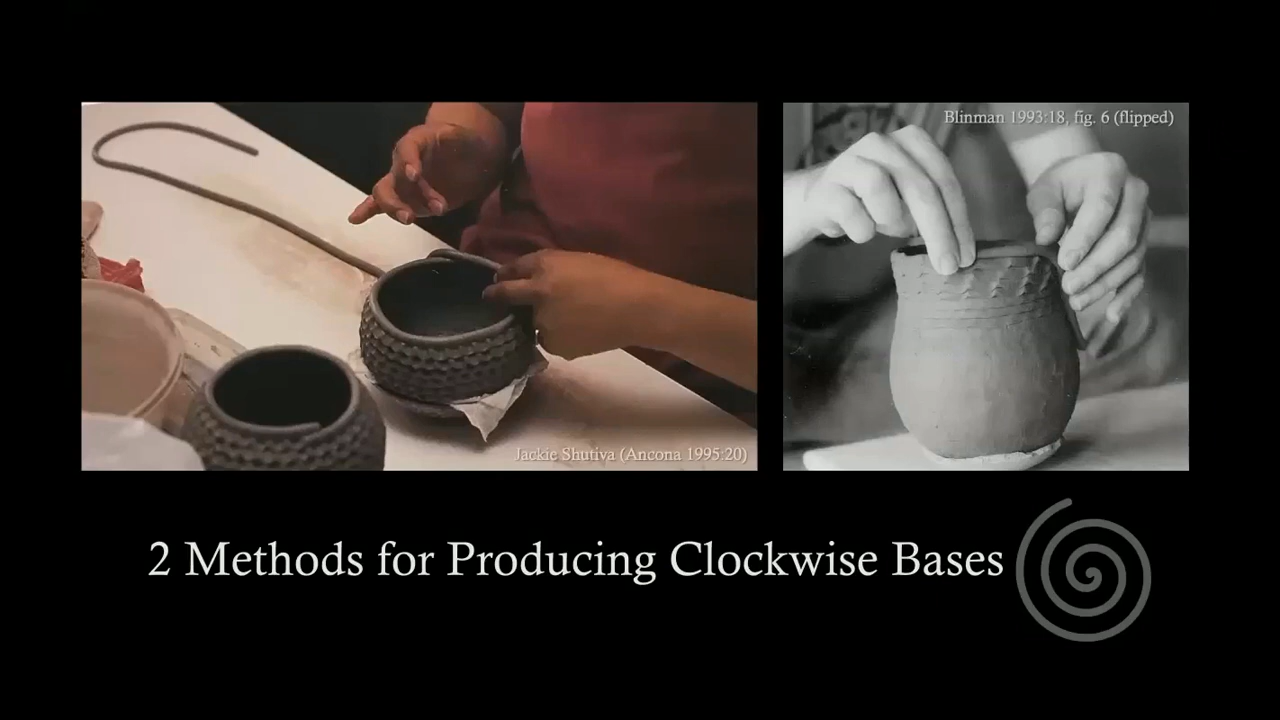 Blinman 1993:18, fig. 6 (flipped)
Jackie Shutiva (Ancona 1995:20)
2 Methods for Producing Clockwise Bases